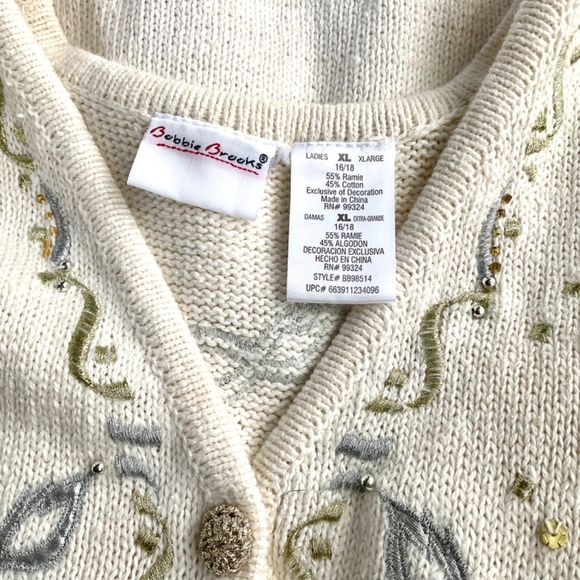 Bobbie Brooks®
LADIES XL XLARGE
16/18
55% Ramie
45% Cotton
Exclusive of Decoration
Made in China
RN# 99324
DAMAS XL EXTRA-GRANDE
16/18
55% RAMIE
45% ALGODON
DECORACION EXCLUSIVA
HECHO EN CHINA
RN# 99324
STYLE# BB98514
UPC# 663911234096